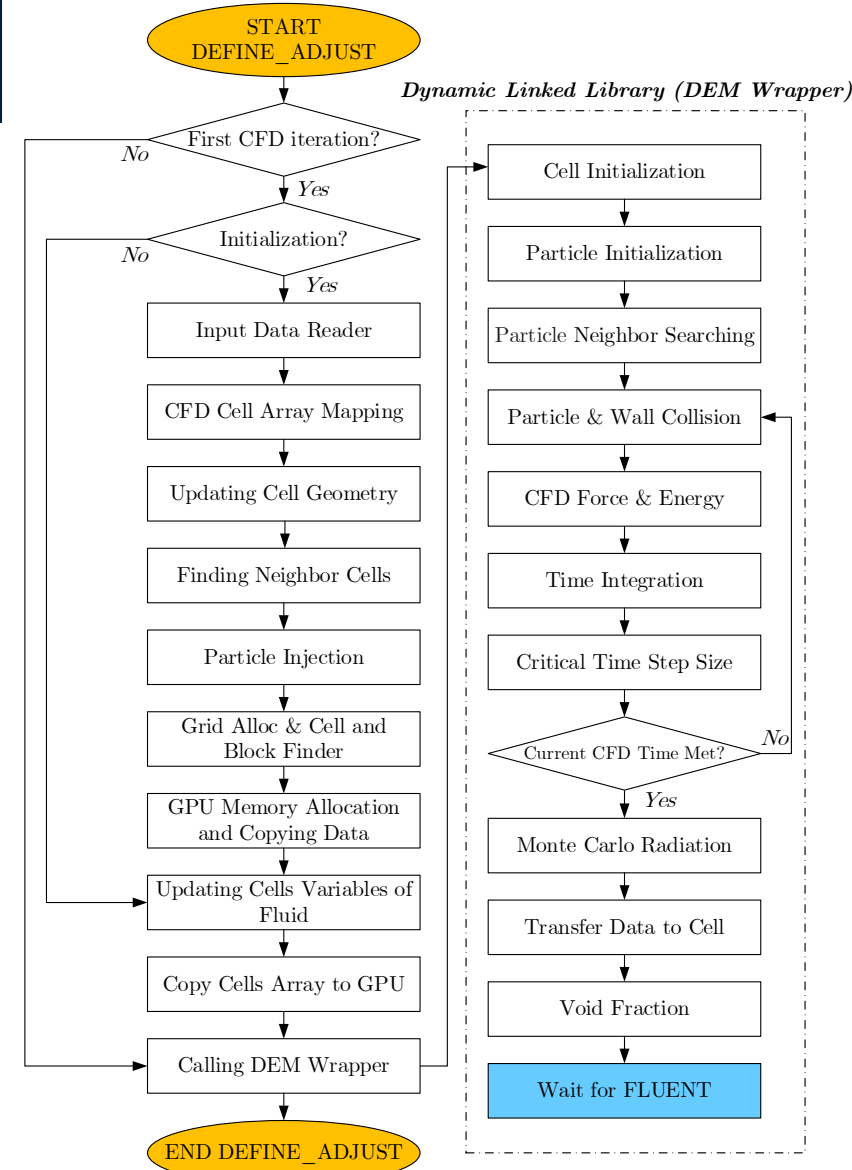 START
DEFINE_ADJUST
First CFD iteration?
No
Yes
Initialization?
No
Yes
Input Data Reader
CFD Cell Array Mapping
Updating Cell Geometry
Finding Neighbor Cells
Particle Injection
Grid Alloc & Cell and
Block Finder
GPU Memory Allocation
and Copying Data
Updating Cells Variables of
Fluid
Copy Cells Array to GPU
Calling DEM Wrapper
END DEFINE_ADJUST
Dynamic Linked Library (DEM Wrapper)
Cell Initialization
Particle Initialization
Particle Neighbor Searching
Particle & Wall Collision
CFD Force & Energy
Time Integration
Critical Time Step Size
Current CFD Time Met?
No
Yes
Monte Carlo Radiation
Transfer Data to Cell
Void Fraction
Wait for FLUENT